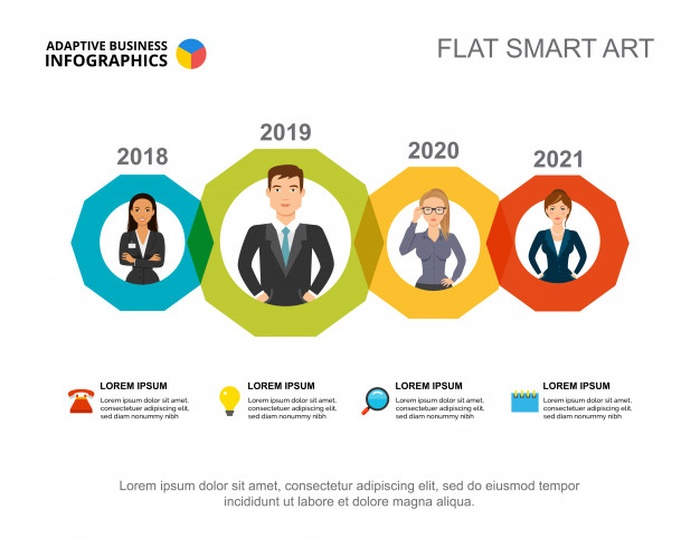 ADAPTIVE BUSINESS
INFOGRAPHICS
FLAT SMART ART
2018
2019
2020
2021
LOREM IPSUM
Lorem ipsum dolor sit amet,
consectetuer adipiscing elit,
sed diam nonummy nibh
LOREM IPSUM
Lorem ipsum dolor sit amet,
consectetuer adipiscing elit,
sed diam nonummy nibh
LOREM IPSUM
Lorem ipsum dolor sit amet,
consectetuer adipiscing elit,
sed diam nonummy nibh
LOREM IPSUM
Lorem ipsum dolor sit amet,
consectetuer adipiscing elit,
sed diam nonummy nibh
Lorem ipsum dolor sit amet, consectetur adipiscing elit, sed do eiusmod tempor
incididunt ut labore et dolore magna aliqua.